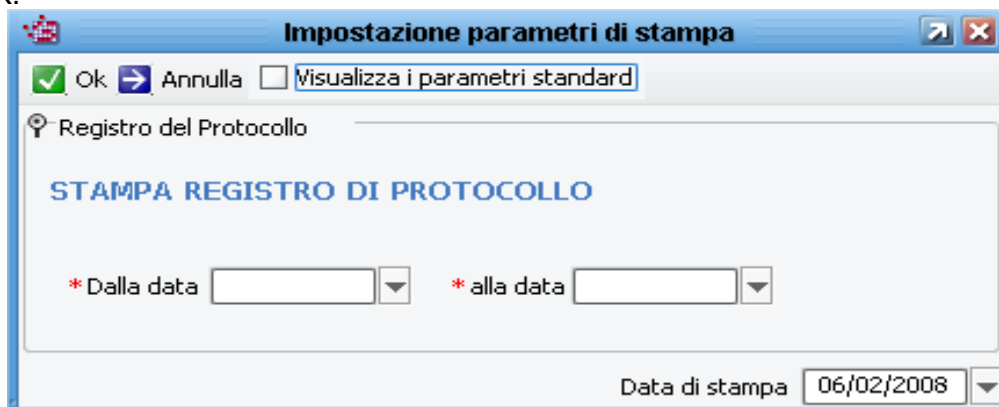 Impostazione parametri di stampa
Ok Annulla Visualizza i parametri standard
Registro del Protocollo
STAMPA REGISTRO DI PROTOCOLLO
* Dalla data * alla data
Data di stampa 06/02/2008